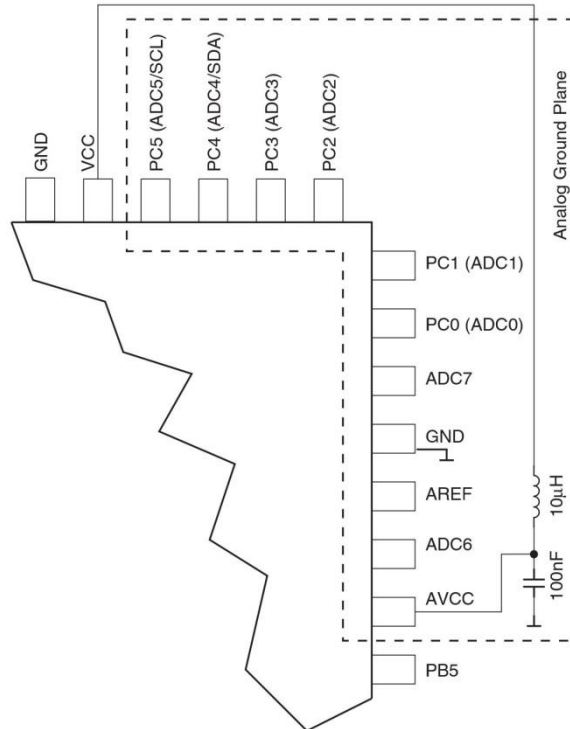 GND
VCC
PC5 (ADC5/SCL)
PC4 (ADC4/SDA)
PC3 (ADC3)
PC2 (ADC2)
Analog Ground Plane
PC1 (ADC1)
PC0 (ADC0)
ADC7
GND
AREF
ADC6
AVCC
PB5
10µH
100nF